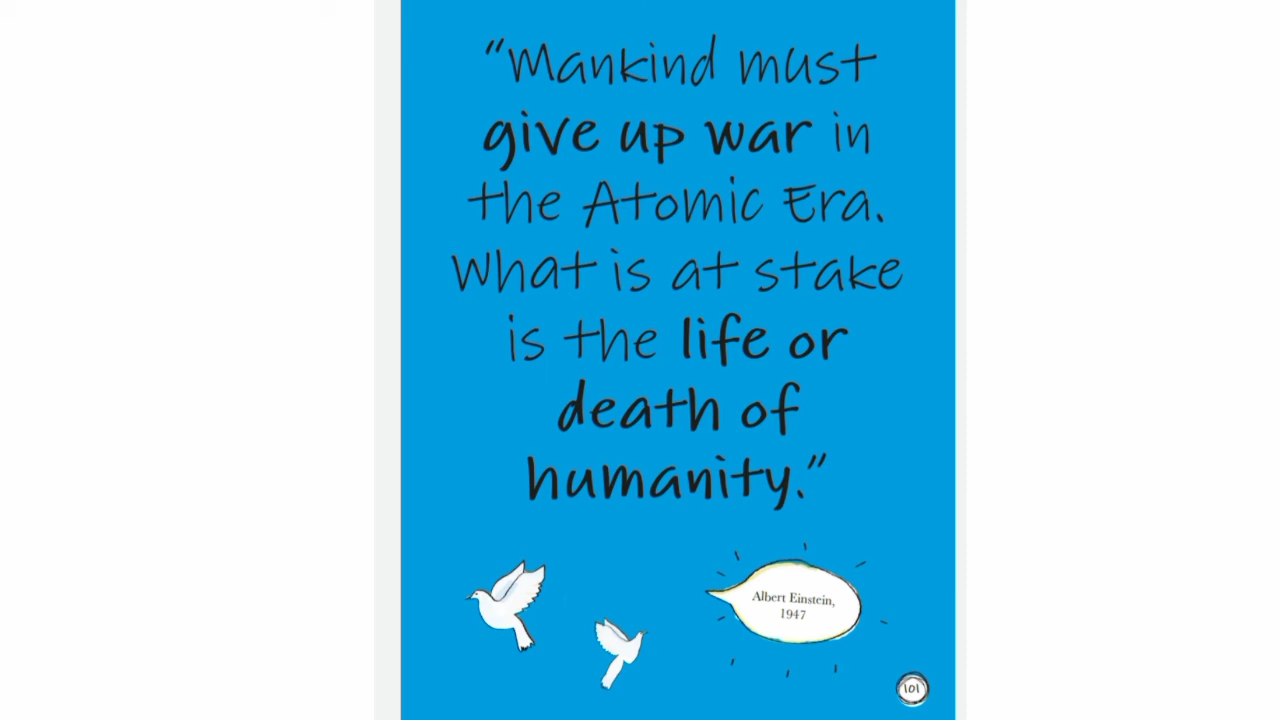 “Mankind must
give up war in
the Atomic Era.
What is at stake
is the life or
death of
humanity.”
Albert Einstein,
1947
101